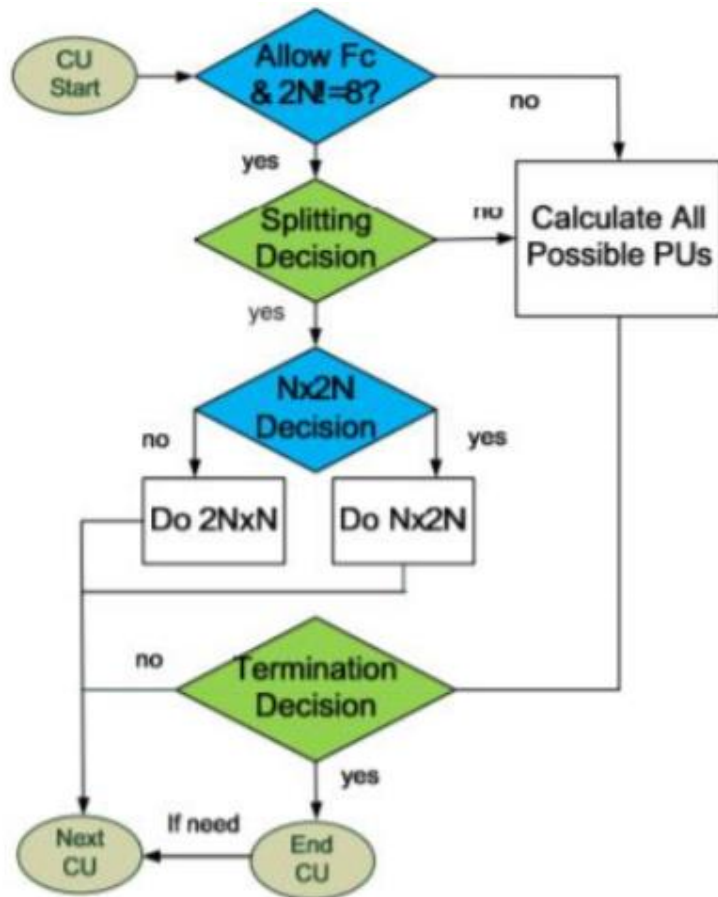 CU
Start
Allow Fc
& 2N!=8?
no
yes
Splitting
Decision
no
Calculate All
Possible PUs
yes
Nx2N
Decision
no
yes
Do 2NxN
Do Nx2N
no
Termination
Decision
yes
If need
Next
CU
End
CU